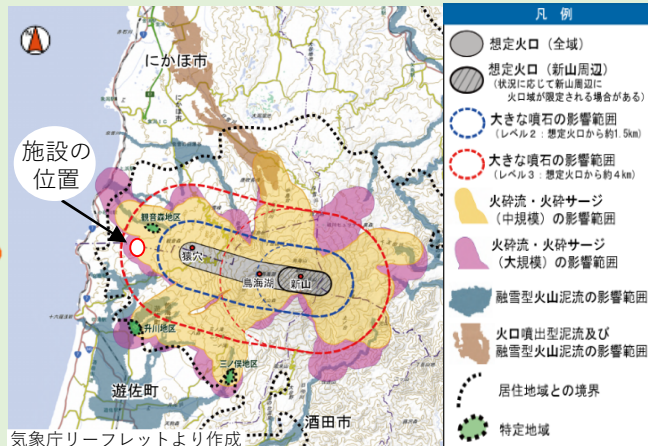 にかほ市
にかほ市
施設の
位置
観音森地区
猿穴
鳥海湖
新山
升川地区
三ノ俣地区
遊佐町
酒田市
気象庁リーフレットより作成
凡例
想定火口（全域）
想定火口（新山周辺）
（状況に応じて新山周辺に
火口域が限定される場合がある）
大きな噴石の影響範囲
（レベル２：想定火口から約1.5km）
大きな噴石の影響範囲
（レベル３：想定火口から約４km）
火砕流・火砕サージ
（中規模）の影響範囲
火砕流・火砕サージ
（大規模）の影響範囲
融雪型火山泥流の影響範囲
火口噴出型泥流及び
融雪型火山泥流の影響範囲
居住地域との境界
特定地域